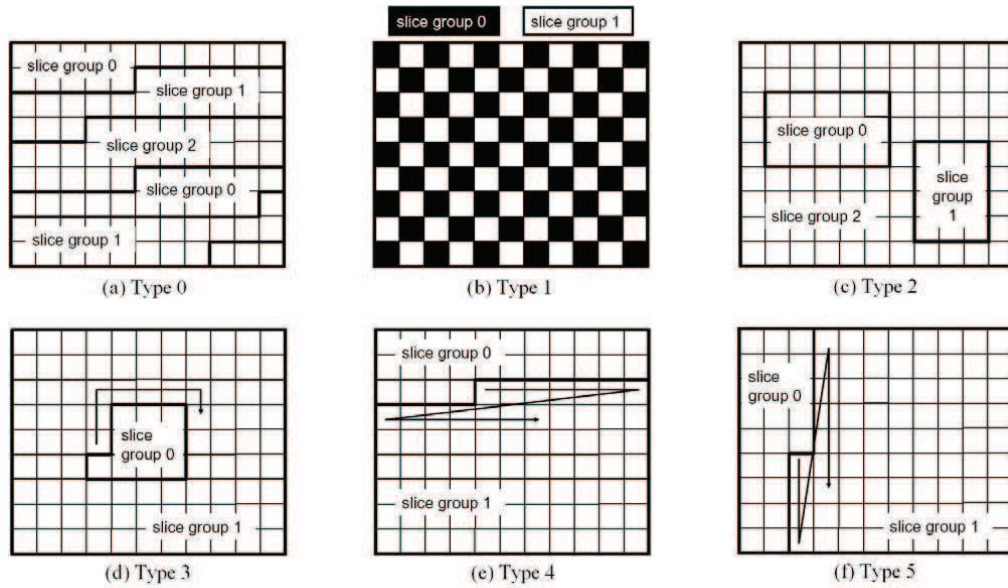 slice group 0
slice group 1
slice group 0
slice group 1
slice group 2
slice group 0
slice group 1
(a) Type 0
(b) Type 1
slice group 0
slice
group
1
slice group 2
(c) Type 2
slice
group 0
slice group 1
(d) Type 3
slice group 0
slice group 1
(e) Type 4
slice
group 0
slice group 1
(f) Type 5